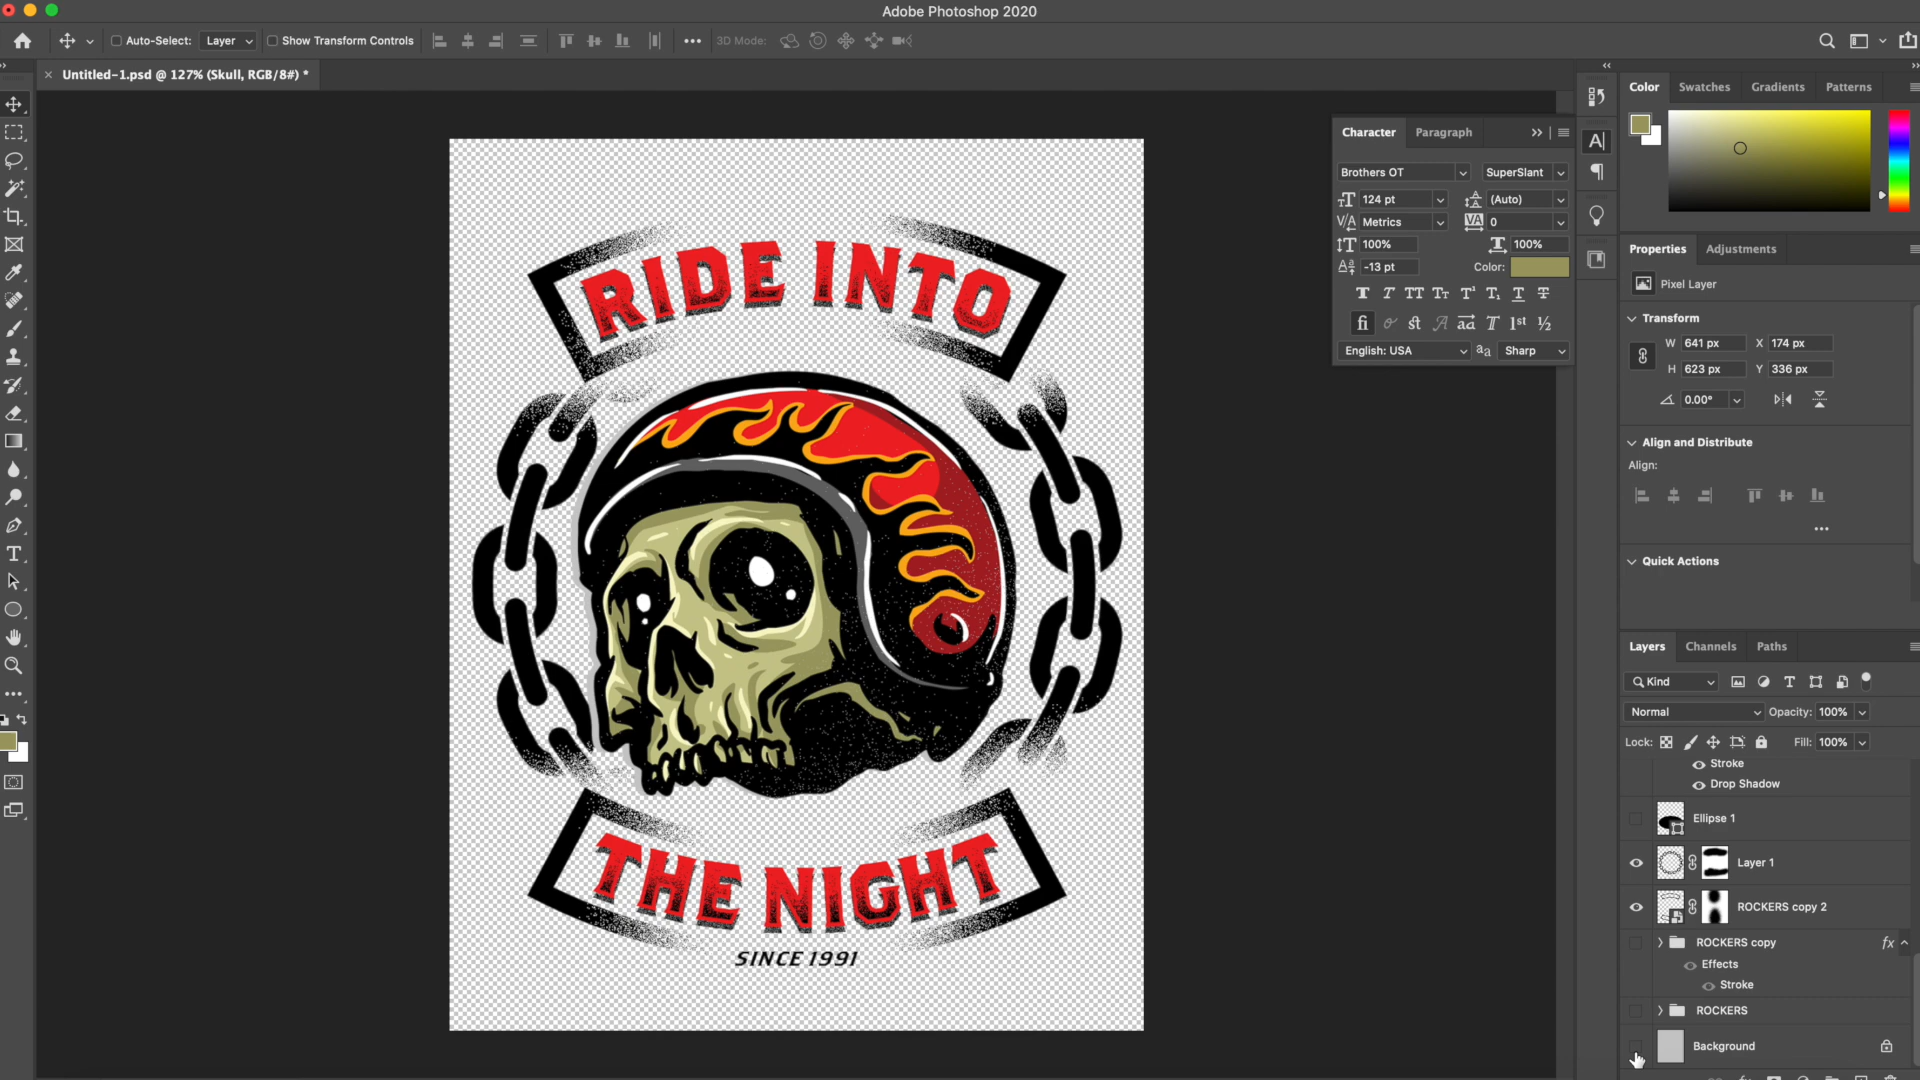 Adobe Photoshop 2020
Auto-Select: Layer Show Transform Controls 3D Mode:
Untitled-1.psd @ 127% (Skull, RGB/8#) *
Color Swatches Gradients Patterns
Character Paragraph
Brothers OT SuperSlant
124 pt (Auto)
Metrics 0
100% 100%
-13 pt Color:
English: USA Sharp
Properties Adjustments
Pixel Layer
Transform
W 641 px X 174 px
H 623 px Y 336 px
0.00°
Align and Distribute
Align:
Quick Actions
Layers Channels Paths
Kind
Normal Opacity: 100%
Lock: Fill: 100%
Stroke
Drop Shadow
Ellipse 1
Layer 1
ROCKERS copy 2
ROCKERS copy fx
Effects
Stroke
ROCKERS
Background
RIDE INTO
THE NIGHT
SINCE 1991